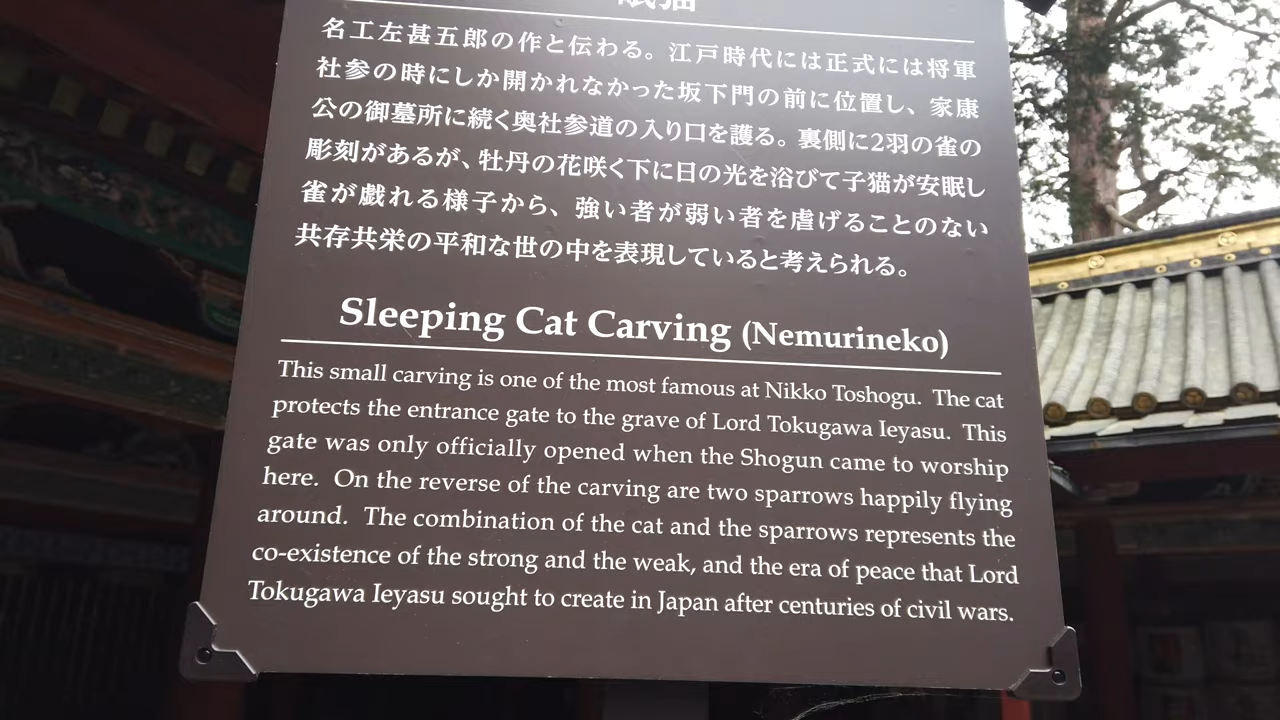 眠猫
名工左甚五郎の作と伝わる。江戸時代には正式には将軍
社参の時にしか開かれなかった坂下門の前に位置し、家康
公の御墓所に続く奥社参道の入り口を護る。裏側に2羽の雀の
彫刻があるが、牡丹の花咲く下に日の光を浴びて子猫が安眠し
雀が戯れる様子から、強い者が弱い者を虐げることのない
共存共栄の平和な世の中を表現していると考えられる。
Sleeping Cat Carving (Nemurineko)
This small carving is one of the most famous at Nikko Toshogu. The cat
protects the entrance gate to the grave of Lord Tokugawa Ieyasu. This
gate was only officially opened when the Shogun came to worship
here. On the reverse of the carving are two sparrows happily flying
around. The combination of the cat and the sparrows represents the
co-existence of the strong and the weak, and the era of peace that Lord
Tokugawa Ieyasu sought to create in Japan after centuries of civil wars.